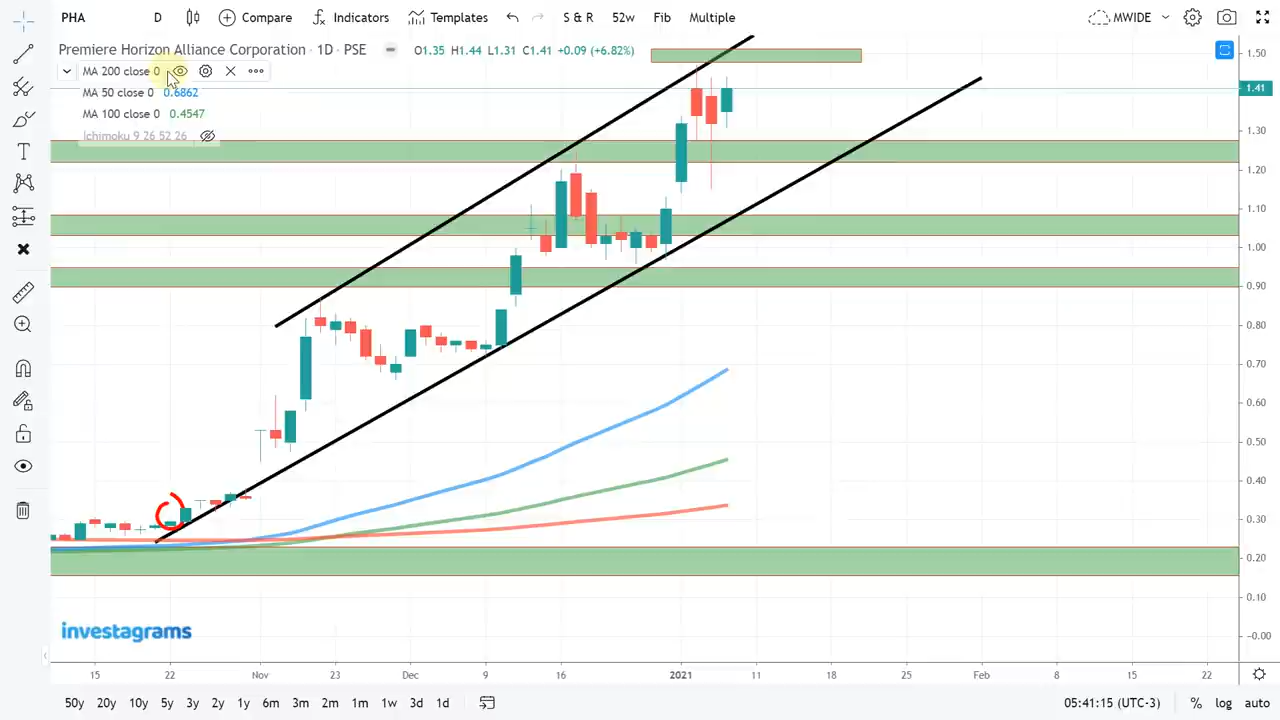 PHA D Compare Indicators Templates S & R 52w Fib Multiple MWIDE
Premiere Horizon Alliance Corporation · 1D · PSE O1.35 H1.44 L1.31 C1.41 +0.09 (+6.82%)
MA 200 close 0
MA 50 close 0 0.6862
MA 100 close 0 0.4547
Ichimoku 9 26 52 26
1.50
1.41
1.30
1.20
1.10
1.00
0.90
0.80
0.70
0.60
0.50
0.40
0.30
0.20
0.10
-0.00
investagrams
15 22 Nov 23 Dec 9 16 2021 11 18 25 Feb 8 15 22
50y 20y 10y 5y 3y 2y 1y 6m 3m 2m 1m 1w 3d 1d 05:41:15 (UTC-3) % log auto